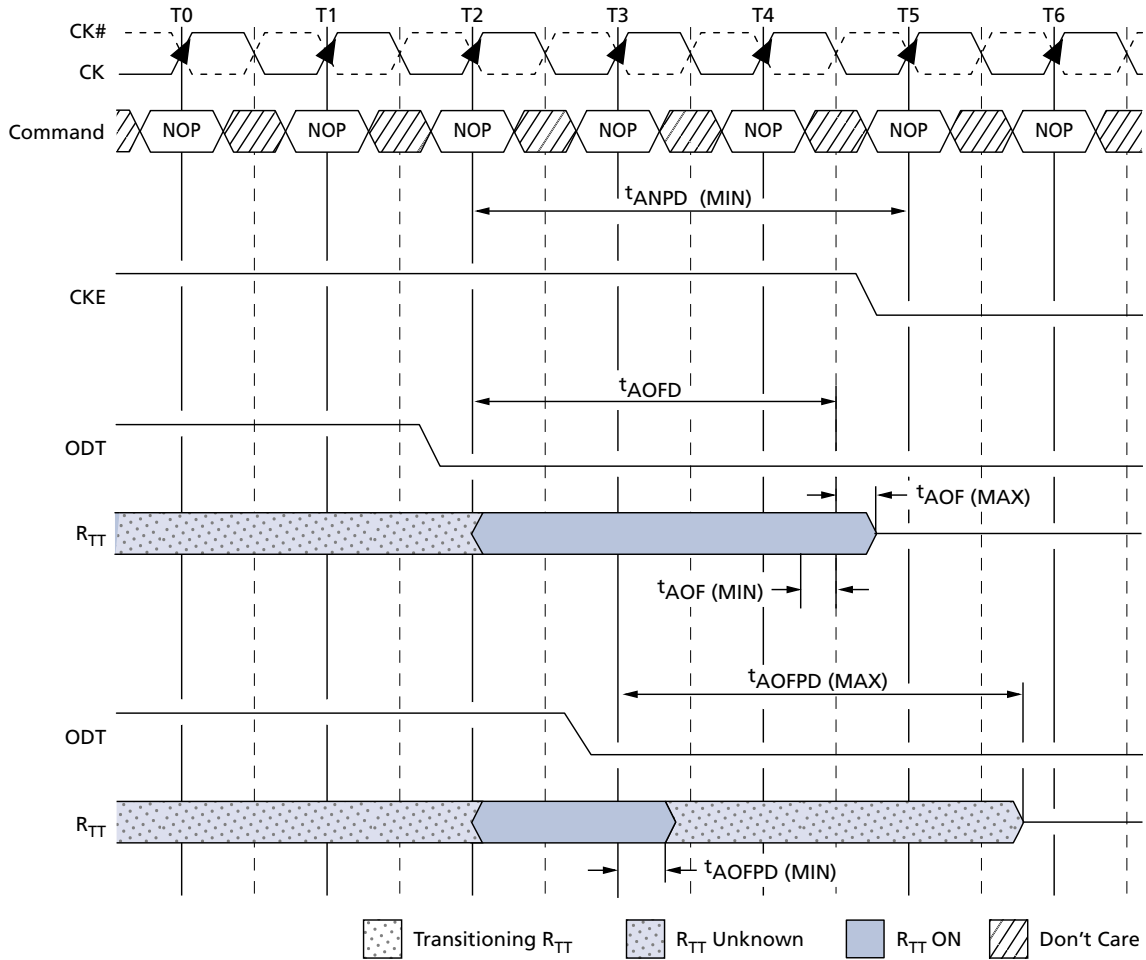 T0 T1 T2 T3 T4 T5 T6
CK#
CK
Command NOP NOP NOP NOP NOP NOP NOP
tANPD (MIN)
CKE
tAOFD
ODT
tAOF (MAX)
RTT
tAOF (MIN)
tAOFPD (MAX)
ODT
RTT
tAOFPD (MIN)
Transitioning RTT RTT Unknown RTT ON Don't Care